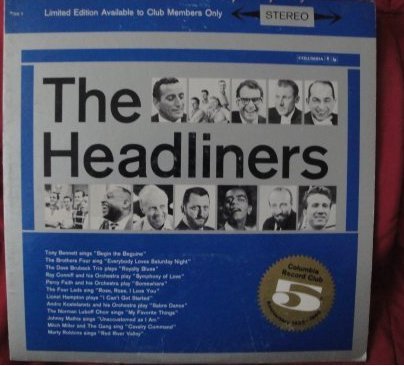 Limited Edition Available to Club Members Only
STEREO
COLUMBIA
The
Headliners
Tony Bennett sings "Begin the Beguine"
The Brothers Four sing "Everybody Loves Saturday Night"
The Dave Brubeck Trio plays "Royalty Blues"
Ray Conniff and his Orchestra play "Symphony of Love"
Percy Faith and his Orchestra play "Somewhere"
The Four Lads sing "Rose, Rose, I Love You"
Lionel Hampton plays "I Can't Get Started"
Andre Kostelanetz and his Orchestra play "Sabre Dance"
The Norman Luboff Choir sings "My Favorite Things"
Johnny Mathis sings "Unaccustomed as I Am"
Mitch Miller and The Gang sing "Cavalry Command"
Marty Robbins sings "Red River Valley"
Columbia
Record Club
5